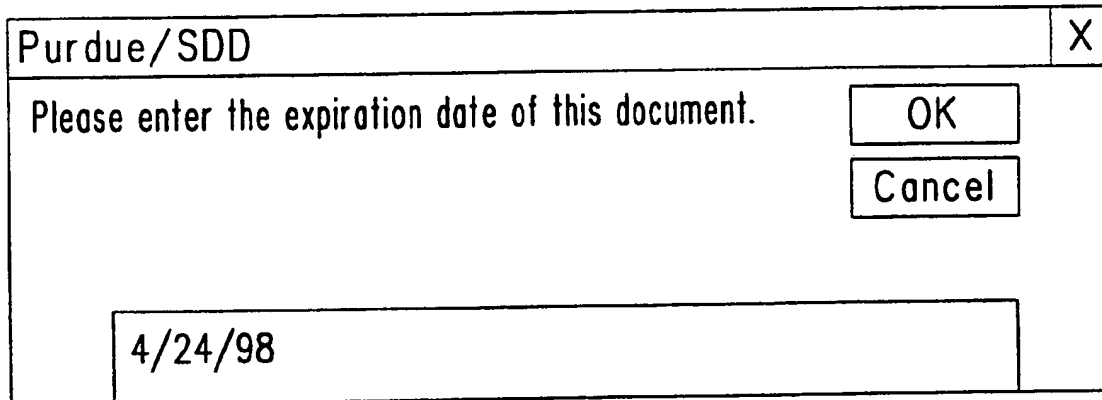 Purdue/SDD X
Please enter the expiration date of this document.
OK
Cancel
4/24/98